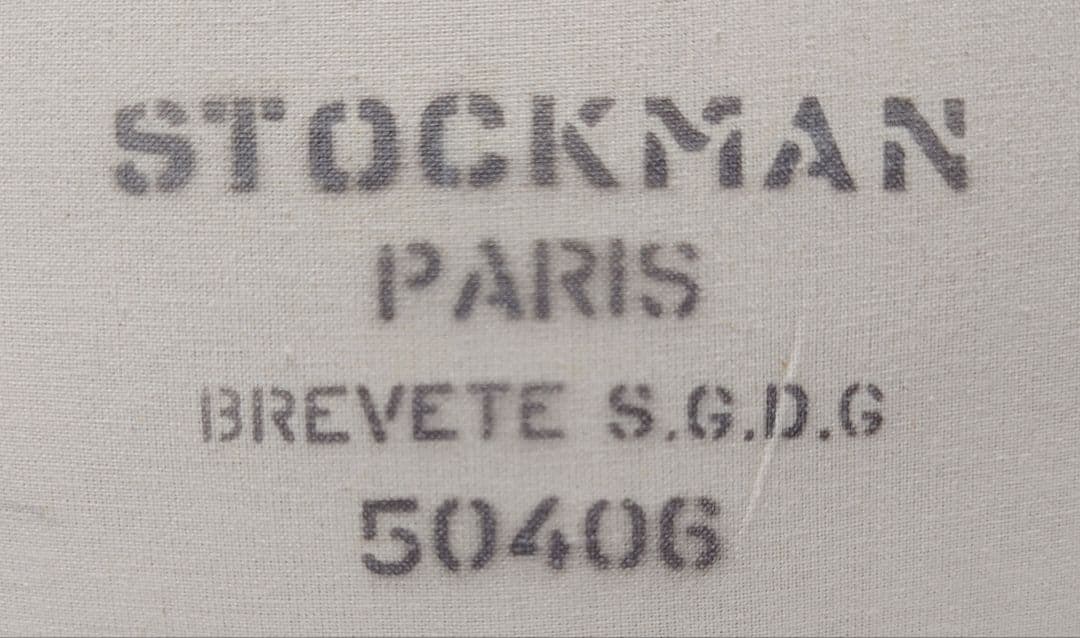 STOCKMAN
PARIS
BREVETE S.G.D.G
50406